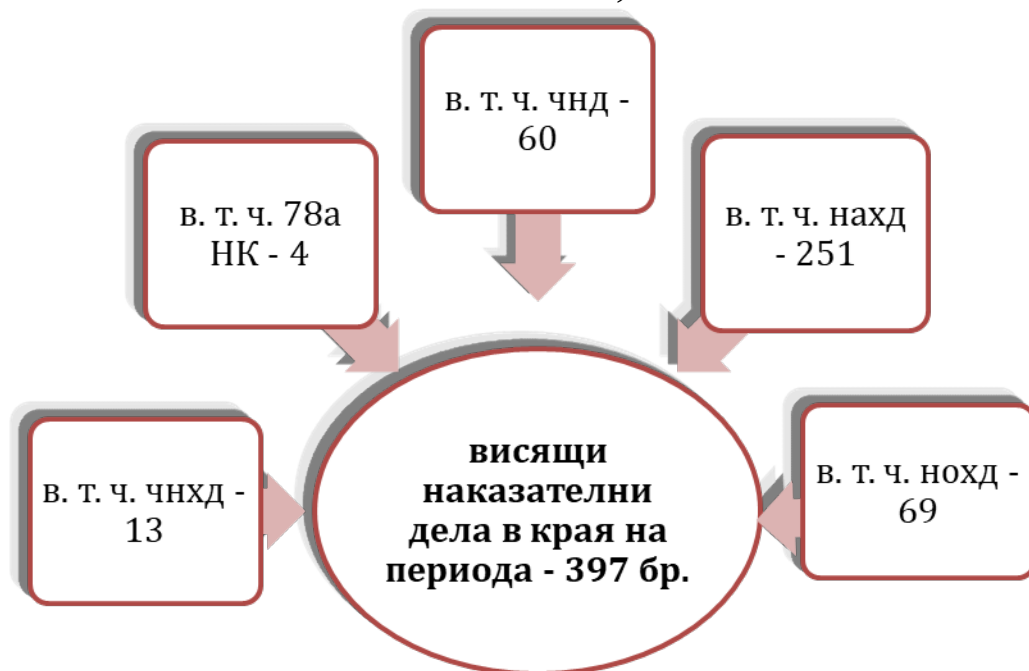 в. т. ч. чнд -
60
в. т. ч. 78а
НК - 4
в. т. ч. нахд
- 251
в. т. ч. чнхд -
13
висящи
наказателни
дела в края на
периода - 397 бр.
в. т. ч. нохд -
69